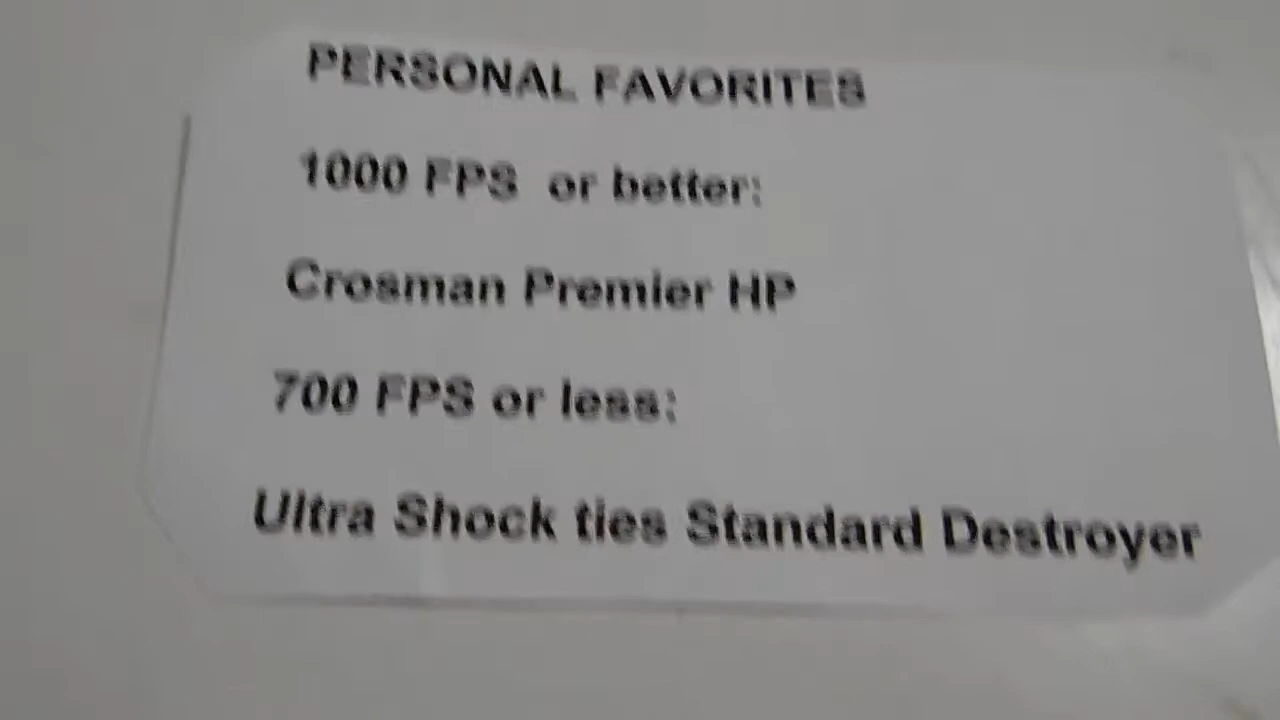 PERSONAL FAVORITES
1000 FPS or better:
Crosman Premier HP
700 FPS or less:
Ultra Shock ties Standard Destroyer